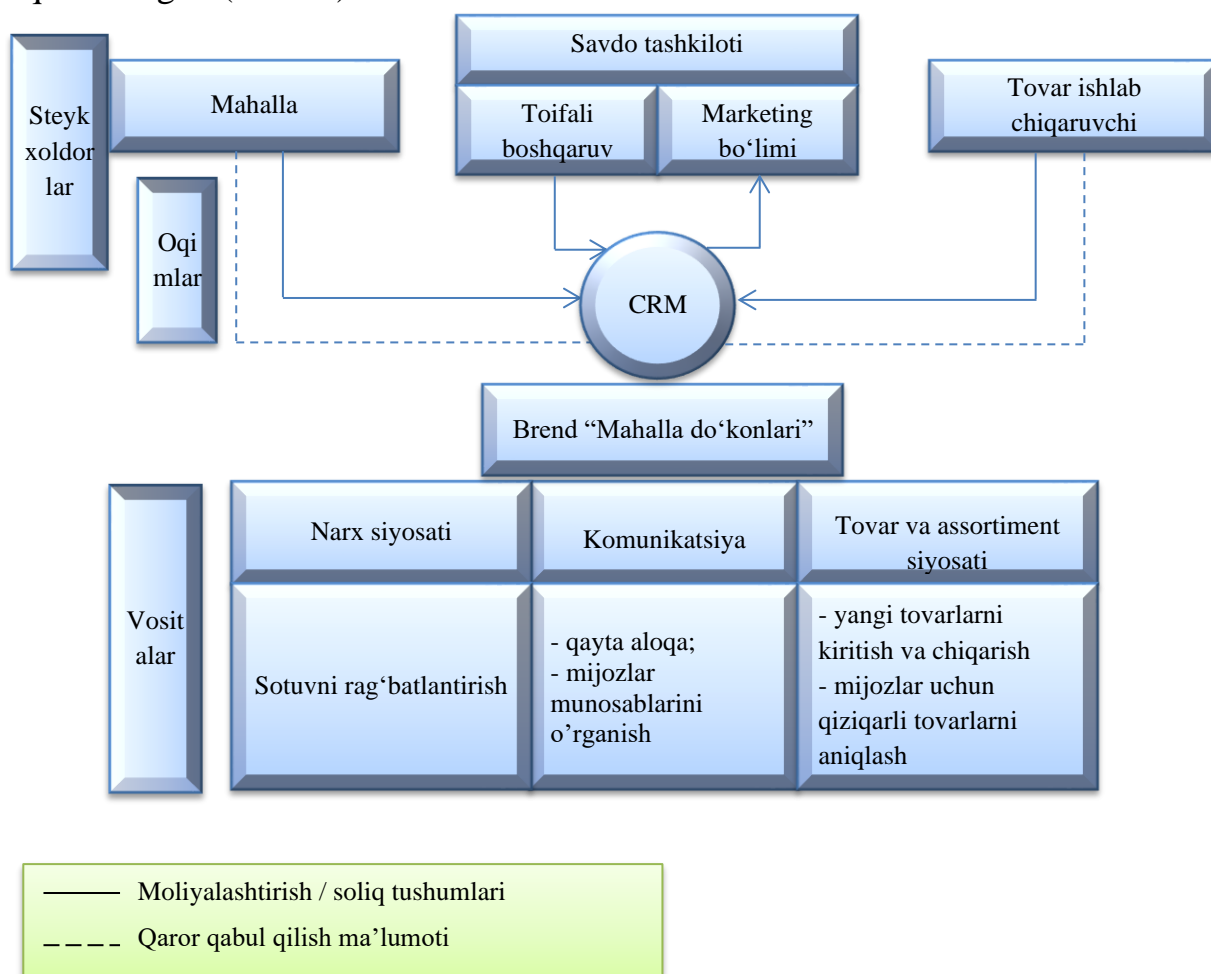 Savdo tashkiloti
Steyk
xoldor
lar
Mahalla
Toifali
boshqaruv
Marketing
bo‘limi
Tovar ishlab
chiqaruvchi
Oqi
mlar
CRM
Brend “Mahalla do‘konlari”
Vosit
alar
Narx siyosati
Komunikatsiya
Tovar va assortiment
siyosati
Sotuvni rag‘batlantirish
- qayta aloqa;
- mijozlar
munosablarini
o’rganish
- yangi tovarlarni
kiritish va chiqarish
- mijozlar uchun
qiziqarli tovarlarni
aniqlash
Moliyalashtirish / soliq tushumlari
Qaror qabul qilish ma’lumoti